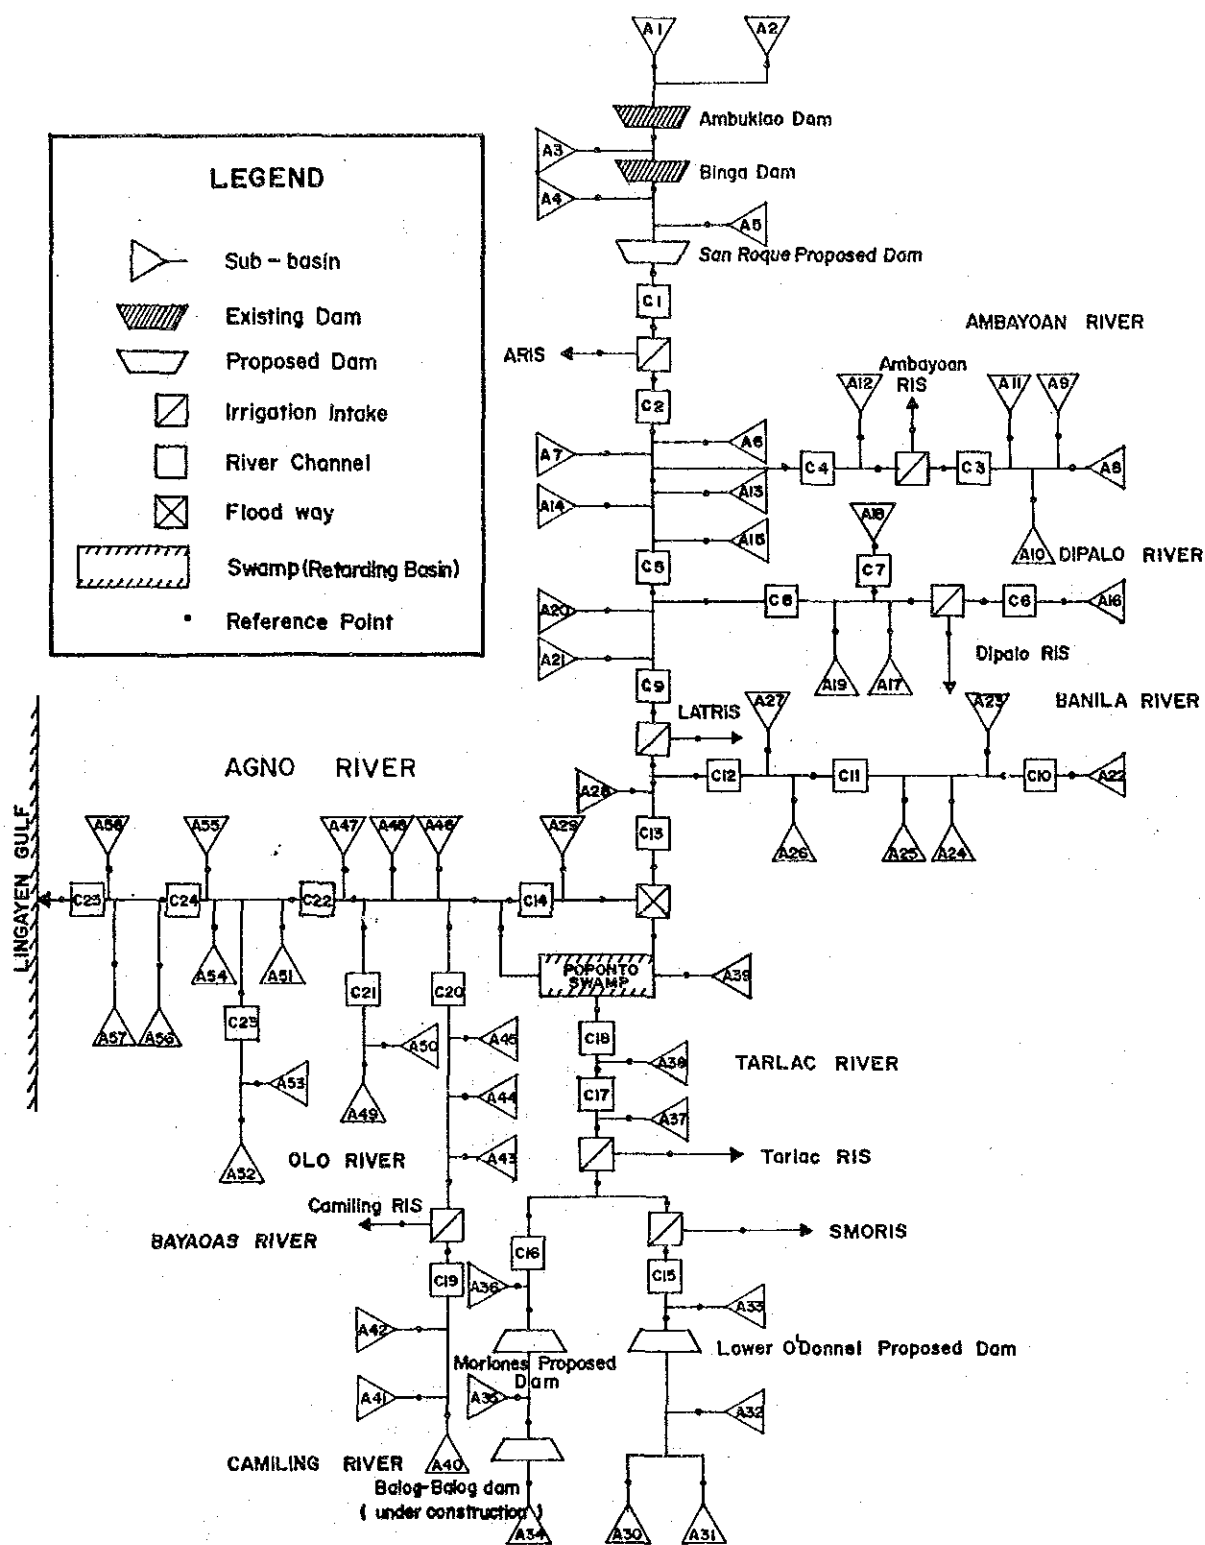 A1
A2
Ambuklao Dam
A3
Binga Dam
A4
A5
San Roque Proposed Dam
LEGEND
Sub-basin
Existing Dam
Proposed Dam
Irrigation Intake
River Channel
Flood way
Swamp (Retarding Basin)
Reference Point
C1
AMBAYOAN RIVER
ARIS
Ambayoan
RIS
A12
A11
A9
C2
A6
A7
C4
C3
A8
A13
A14
A15
A18
A10
DIPALO RIVER
C5
C7
A20
C8
C6
A16
A21
A19
A17
Dipalo RIS
C9
LATRIS
A27
A23
BANILA RIVER
AGNO RIVER
C12
C11
C10
A22
A28
C13
A26
A25
A24
LINGAYEN GULF
A58
A55
A47
A48
A46
A29
C25
C24
C22
C14
A54
A51
POPONTO
SWAMP
A39
C21
C20
A57
A56
C23
C18
A50
A45
A38
TARLAC RIVER
A53
C17
A49
A44
A37
A52
OLO RIVER
A43
Tarlac RIS
Camiling RIS
BAYAOAS RIVER
SMORIS
C16
C19
C15
A36
A33
A42
Moriones Proposed
Dam
Lower O'Donnel Proposed Dam
A41
A35
A32
CAMILING RIVER
A40
Balog-Balog dam
( under construction)
A34
A30
A31